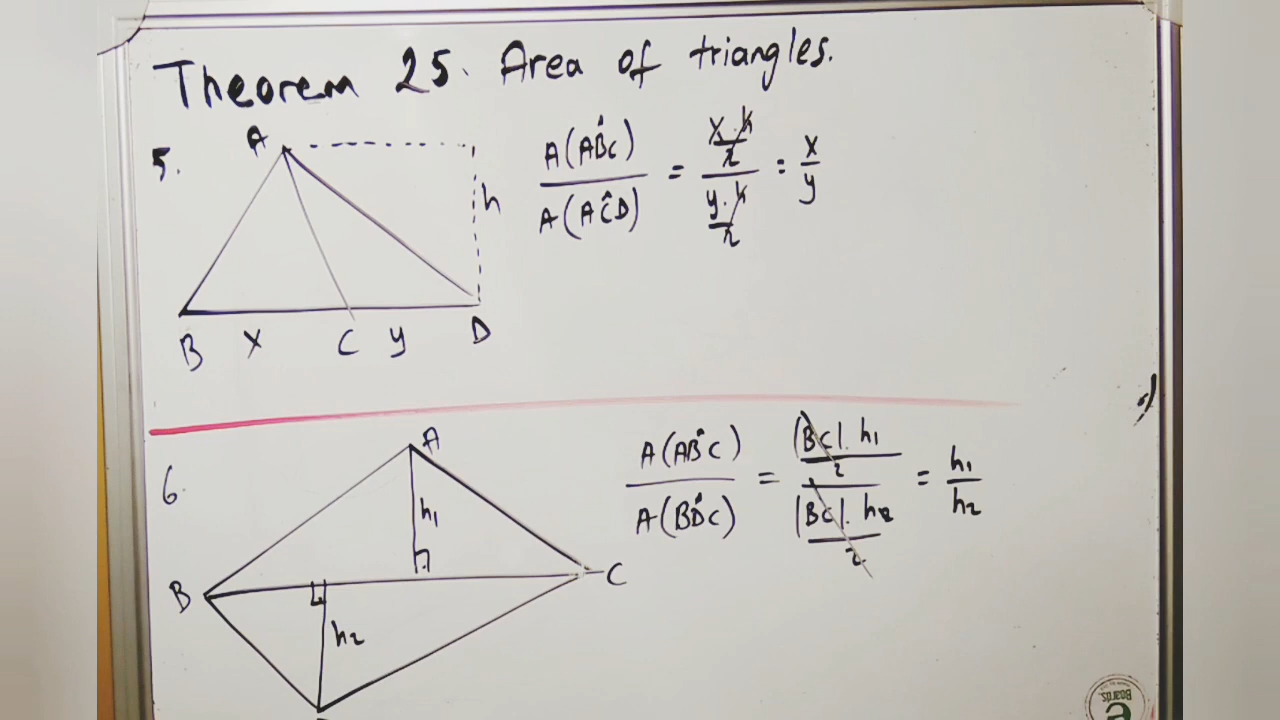 Theorem 25. Area of triangles.
5.
A
h
B x C y D
A(ABC) / A(ACD) = (x.h/2) / (y.h/2) = x/y
6.
A
h1
B
C
h2
A(ABC) / A(BDC) = (|BC|.h1/2) / (|BC|.h2/2) = h1/h2
e
Boards